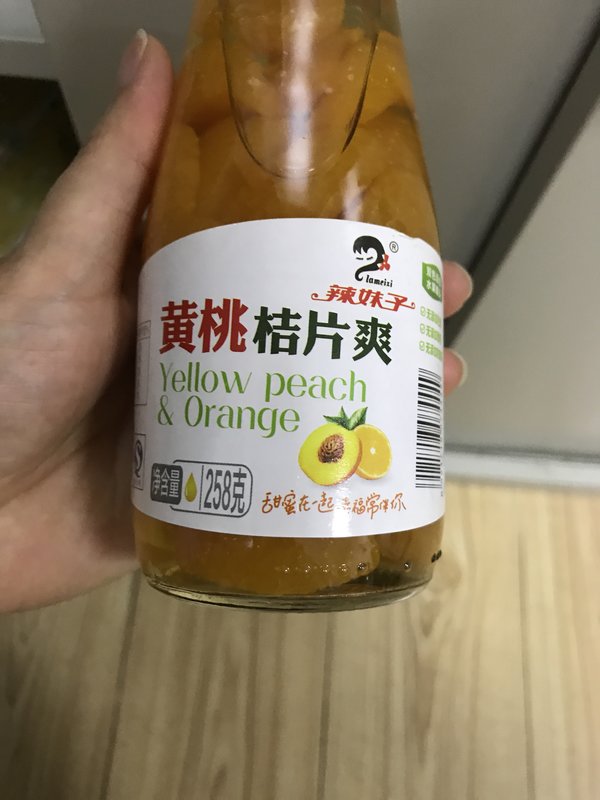 ®
lameizi
辣妹子
黄桃桔片爽
Yellow peach
& Orange
净含量 258克
甜蜜在一起 幸福常伴你